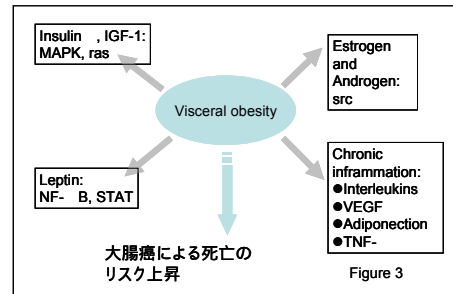 Insulin , IGF-1:
MAPK, ras
Estrogen
and
Androgen:
src
Visceral obesity
Leptin:
NF- B, STAT
Chronic
inframmation:
●Interleukins
●VEGF
●Adiponection
●TNF-
大腸癌による死亡の
リスク上昇
Figure 3